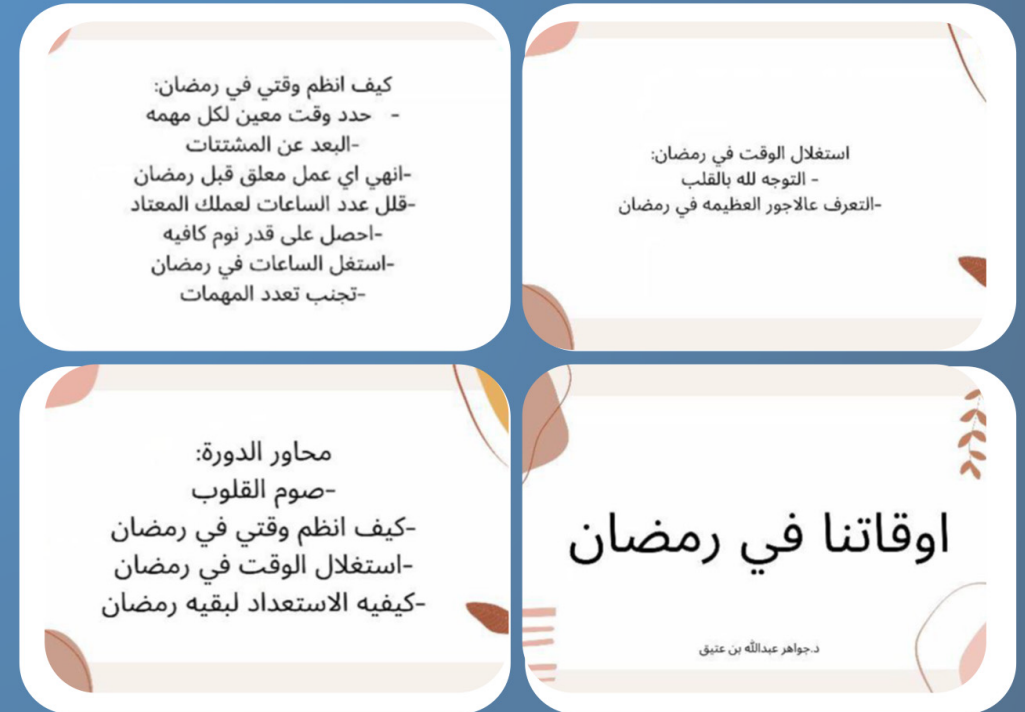 استغلال الوقت في رمضان:
- التوجه لله بالقلب
-التعرف عالاجور العظيمه في رمضان
كيف انظم وقتي في رمضان:
- حدد وقت معين لكل مهمه
-البعد عن المشتتات
-انهي اي عمل معلق قبل رمضان
-قلل عدد الساعات لعملك المعتاد
-احصل على قدر نوم كافيه
-استغل الساعات في رمضان
-تجنب تعدد المهمات
اوقاتنا في رمضان
د.جواهر عبدالله بن عتيق
محاور الدورة:
-صوم القلوب
-كيف انظم وقتي في رمضان
-استغلال الوقت في رمضان
-كيفيه الاستعداد لبقيه رمضان